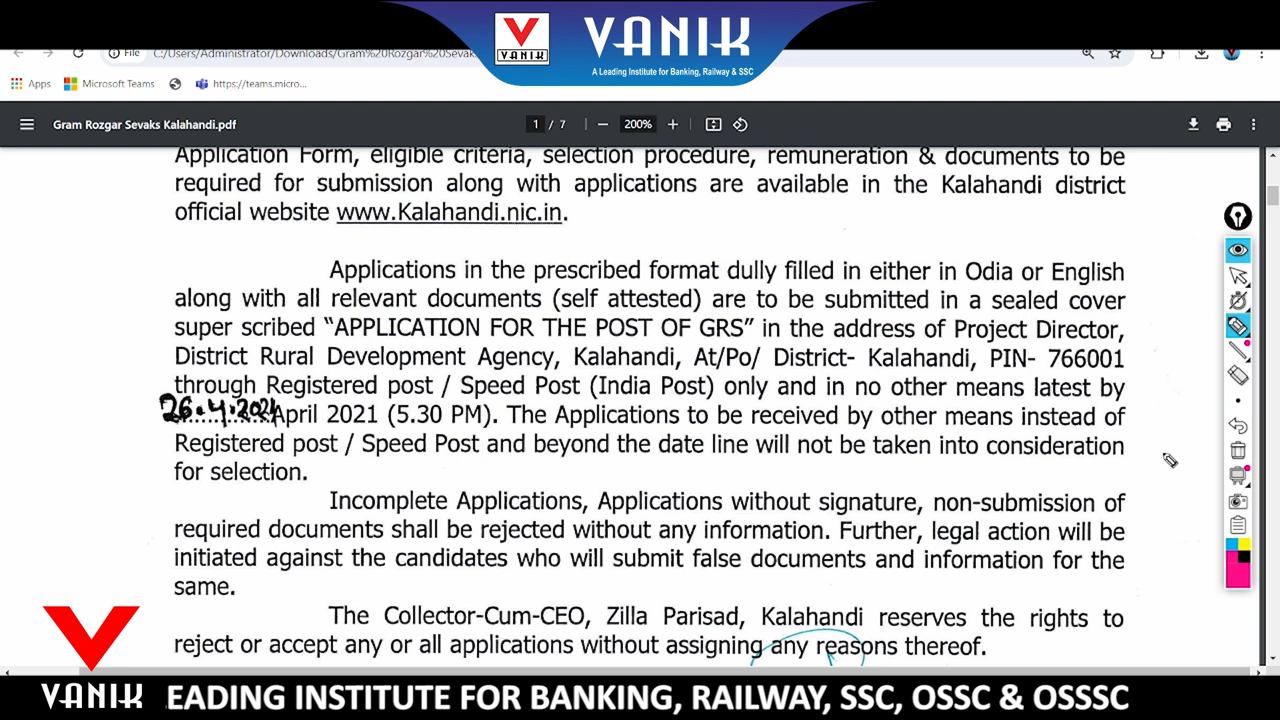 VANIK
VANIK
A Leading Institute for Banking, Railway & SSC
File
C:/Users/Administrator/Downloads/Gram%20Rozgar%20Sevaks
Apps
Microsoft Teams
https://teams.micro...
Gram Rozgar Sevaks Kalahandi.pdf
1 / 7
200%
Application Form, eligible criteria, selection procedure, remuneration & documents to be
required for submission along with applications are available in the Kalahandi district
official website www.Kalahandi.nic.in.
Applications in the prescribed format dully filled in either in Odia or English
along with all relevant documents (self attested) are to be submitted in a sealed cover
super scribed “APPLICATION FOR THE POST OF GRS” in the address of Project Director,
District Rural Development Agency, Kalahandi, At/Po/ District- Kalahandi, PIN- 766001
through Registered post / Speed Post (India Post) only and in no other means latest by
26.4.2021 April 2021 (5.30 PM). The Applications to be received by other means instead of
Registered post / Speed Post and beyond the date line will not be taken into consideration
for selection.
Incomplete Applications, Applications without signature, non-submission of
required documents shall be rejected without any information. Further, legal action will be
initiated against the candidates who will submit false documents and information for the
same.
The Collector-Cum-CEO, Zilla Parisad, Kalahandi reserves the rights to
reject or accept any or all applications without assigning any reasons thereof.
VANIK
EADING INSTITUTE FOR BANKING, RAILWAY, SSC, OSSC & OSSSC